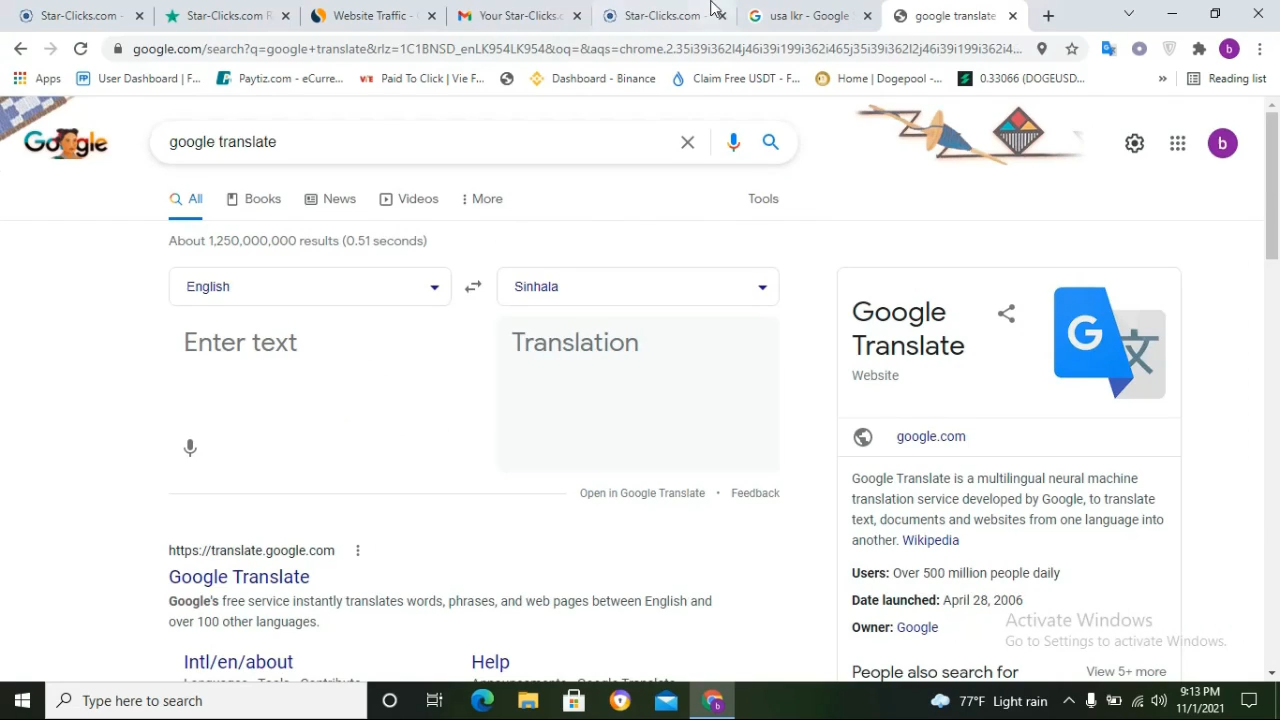 Star-Clicks.com
Star-Clicks.com R
Website Traffic -
Your Star-Clicks.c
Star-Clicks.com
usa lkr - Google
google translate
google.com/search?q=google+translate&rlz=1C1BNSD_enLK954LK954&oq=&aqs=chrome.2.35i39i362l4j46i39i199i362i465j35i39i362l2j46i39i199i362i4...
Apps
User Dashboard | F...
Paytiz.com - eCurre...
Paid To Click | Vie F...
Dashboard - Binance
Claim Free USDT - F...
Home | Dogepool -...
0.33066 (DOGEUSD...
Reading list
Google
google translate
b
All
Books
News
Videos
More
Tools
About 1,250,000,000 results (0.51 seconds)
English
Sinhala
Enter text
Translation
Open in Google Translate • Feedback
https://translate.google.com
Google Translate
Google's free service instantly translates words, phrases, and web pages between English and
over 100 other languages.
Intl/en/about
Help
Languages - Tools - Contribute
Announcements - Google Translate
Google
Translate
Website
google.com
Google Translate is a multilingual neural machine
translation service developed by Google, to translate
text, documents and websites from one language into
another. Wikipedia
Users: Over 500 million people daily
Date launched: April 28, 2006
Owner: Google
Activate Windows
Go to Settings to activate Windows.
People also search for
View 5+ more
Type here to search
77°F Light rain
9:13 PM
11/1/2021